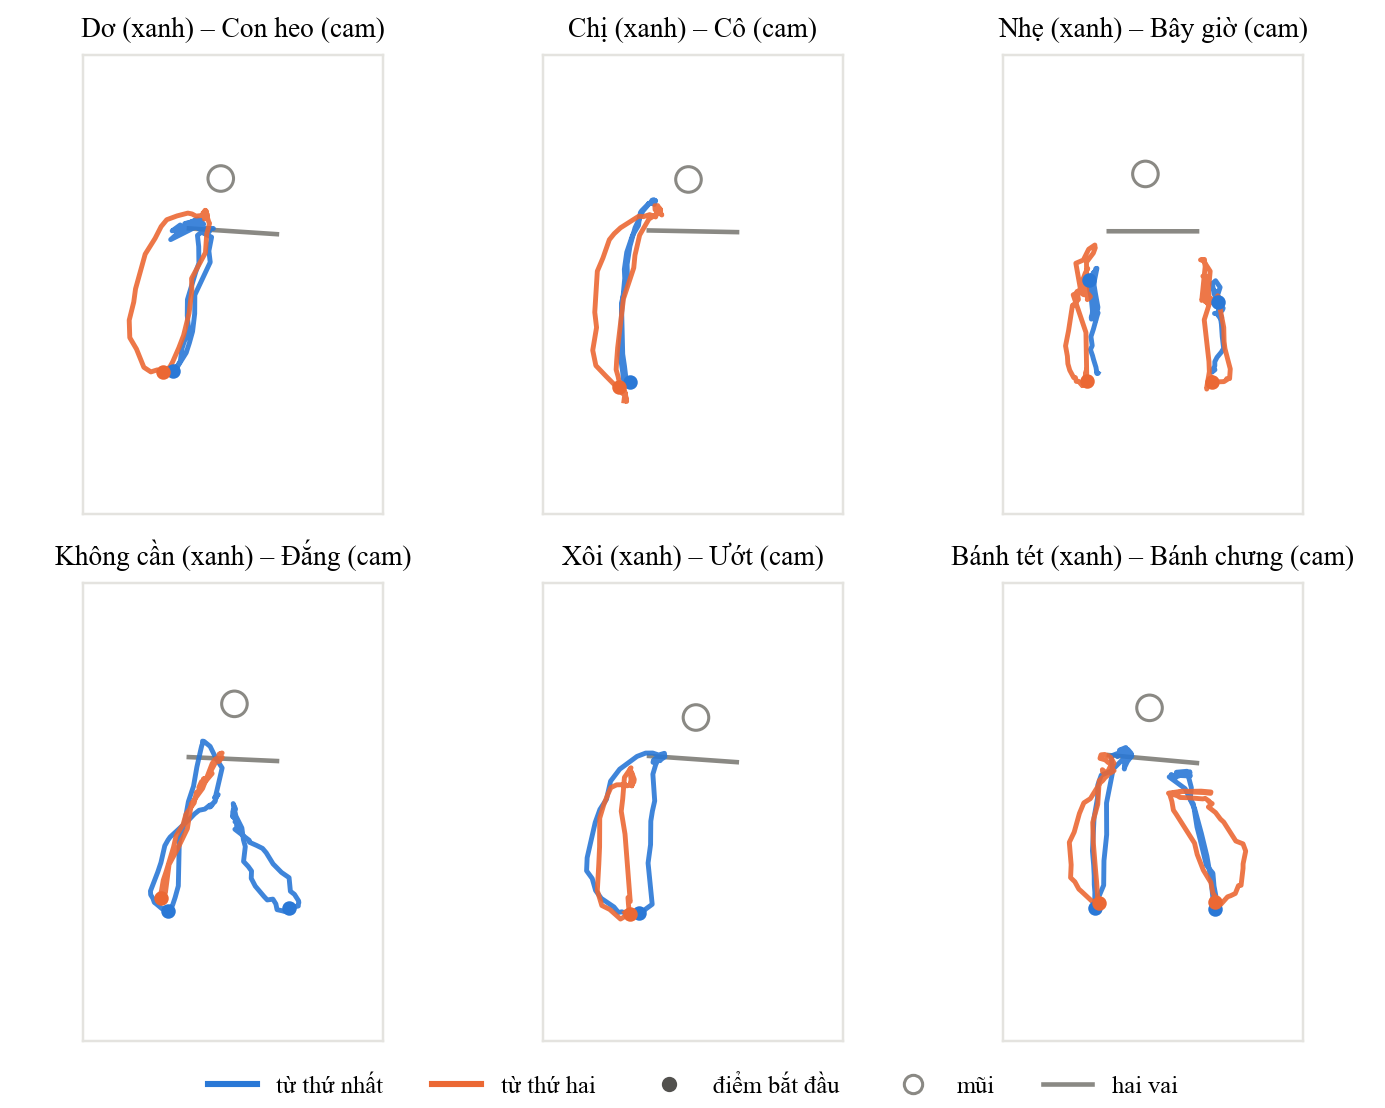 Dơ (xanh) – Con heo (cam)
Chị (xanh) – Cô (cam)
Nhẹ (xanh) – Bây giờ (cam)
Không cần (xanh) – Đắng (cam)
Xôi (xanh) – Ướt (cam)
Bánh tét (xanh) – Bánh chưng (cam)
từ thứ nhất
từ thứ hai
điểm bắt đầu
mũi
hai vai